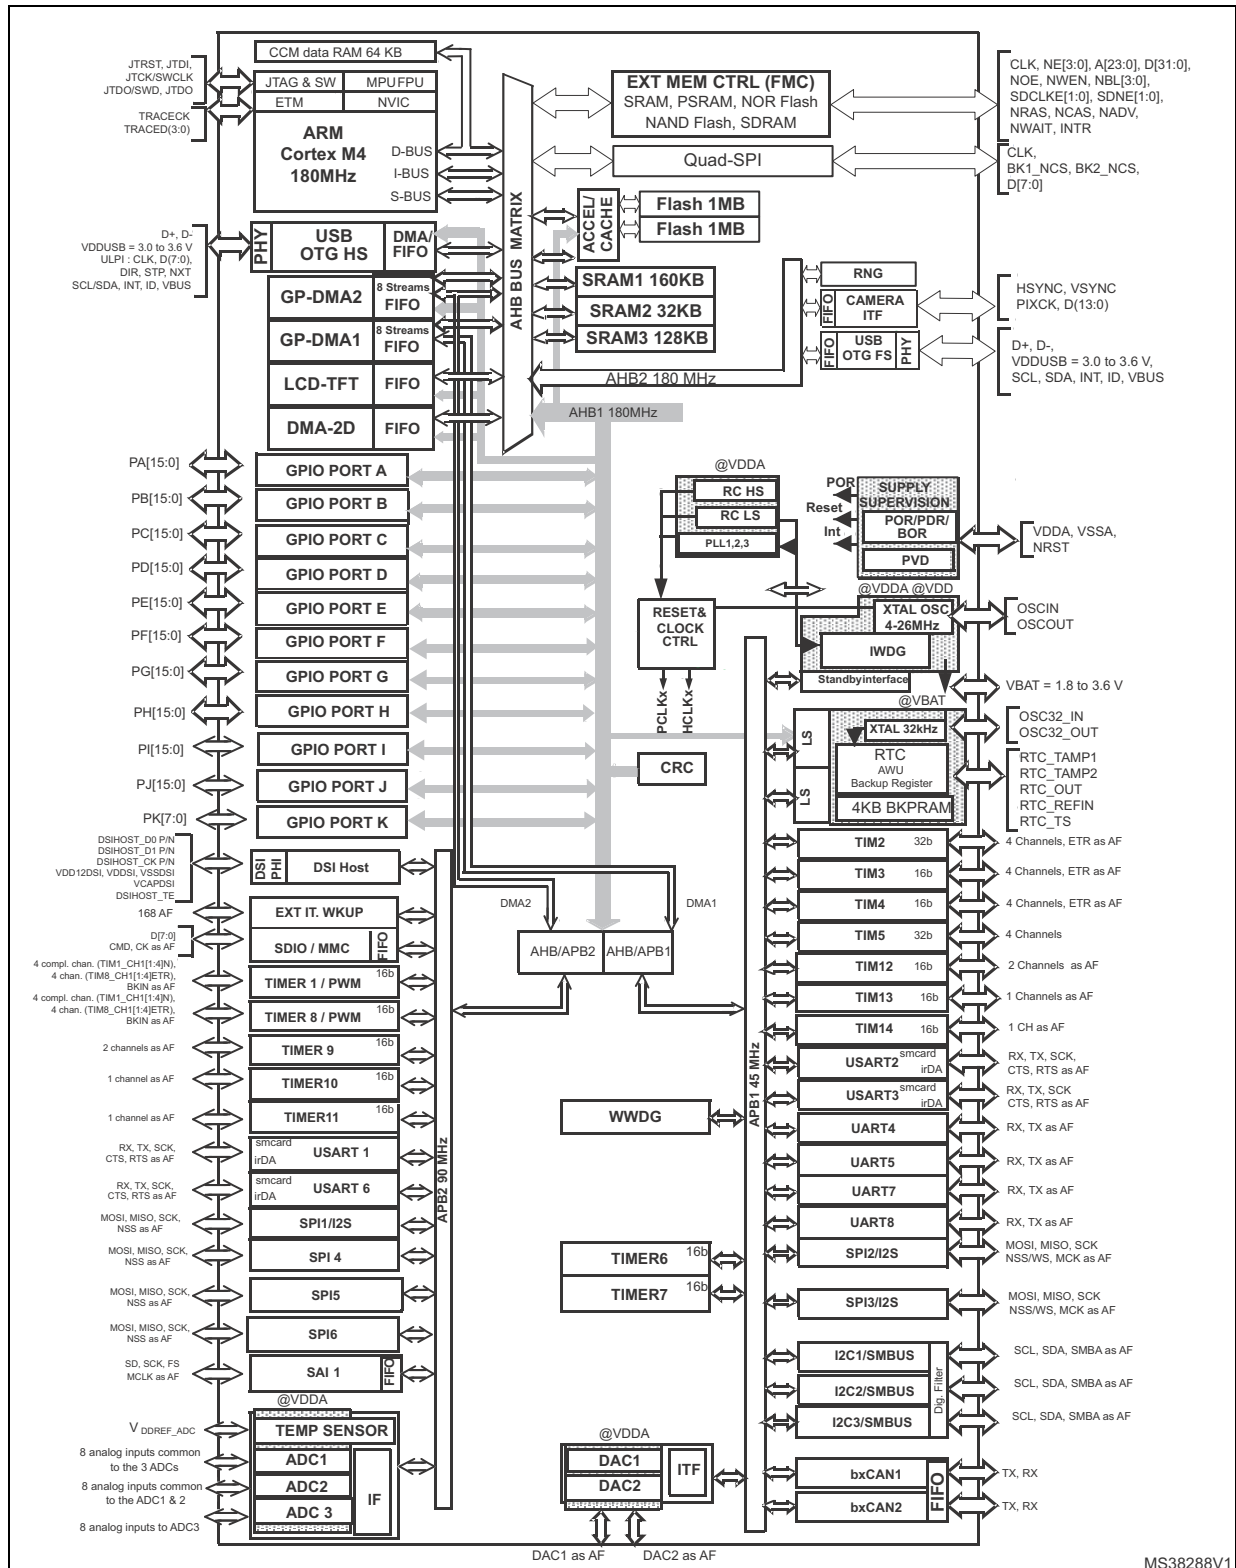 CCM data RAM 64 KB
JTRST, JTDI,
JTCK/SWCLK
JTDO/SWD, JTDO
TRACECK
TRACED(3:0)
JTAG & SW
MPU FPU
ETM
NVIC
ARM
Cortex M4
180MHz
D-BUS
I-BUS
S-BUS
AHB BUS MATRIX
EXT MEM CTRL (FMC)
SRAM, PSRAM, NOR Flash
NAND Flash, SDRAM
CLK, NE[3:0], A[23:0], D[31:0],
NOE, NWEN, NBL[3:0],
SDCLKE[1:0], SDNE[1:0],
NRAS, NCAS, NADV,
NWAIT, INTR
Quad-SPI
CLK,
BK1_NCS, BK2_NCS,
D[7:0]
ACCEL/
CACHE
Flash 1MB
Flash 1MB
D+, D-
VDDUSB = 3.0 to 3.6 V
ULPI : CLK, D(7:0),
DIR, STP, NXT
SCL/SDA, INT, ID, VBUS
PHY
USB
OTG HS
DMA/
FIFO
GP-DMA2
8 Streams
FIFO
GP-DMA1
8 Streams
FIFO
LCD-TFT
FIFO
DMA-2D
FIFO
SRAM1 160KB
SRAM2 32KB
SRAM3 128KB
RNG
FIFO
CAMERA
ITF
HSYNC, VSYNC
PIXCK, D(13:0)
FIFO
USB
OTG FS
PHY
D+, D-,
VDDUSB = 3.0 to 3.6 V,
SCL, SDA, INT, ID, VBUS
AHB2 180 MHz
AHB1 180MHz
PA[15:0]
GPIO PORT A
PB[15:0]
GPIO PORT B
PC[15:0]
GPIO PORT C
PD[15:0]
GPIO PORT D
PE[15:0]
GPIO PORT E
PF[15:0]
GPIO PORT F
PG[15:0]
GPIO PORT G
PH[15:0]
GPIO PORT H
PI[15:0]
GPIO PORT I
PJ[15:0]
GPIO PORT J
PK[7:0]
GPIO PORT K
@VDDA
RC HS
RC LS
PLL1,2,3
POR
Reset
Int
SUPPLY
SUPERVISION
POR/PDR/
BOR
PVD
VDDA, VSSA,
NRST
@VDDA @VDD
RESET&
CLOCK
CTRL
PCLKx
HCLKx
XTAL OSC
4-26MHz
IWDG
OSCIN
OSCOUT
Standbyinterface
VBAT = 1.8 to 3.6 V
@VBAT
LS
LS
XTAL 32kHz
RTC
AWU
Backup Register
4KB BKPRAM
OSC32_IN
OSC32_OUT
RTC_TAMP1
RTC_TAMP2
RTC_OUT
RTC_REFIN
RTC_TS
CRC
DSIHOST_D0 P/N
DSIHOST_D1 P/N
DSIHOST_CK P/N
VDD12DSI, VDDSI, VSSDSI
VCAPDSI
DSIHOST_TE
DSI
PHI
DSI Host
168 AF
EXT IT. WKUP
D[7:0]
CMD, CK as AF
SDIO / MMC
FIFO
4 compl. chan. (TIM1_CH1[1:4]N),
4 chan. (TIM8_CH1[1:4]ETR),
BKIN as AF
TIMER 1 / PWM
16b
4 compl. chan. (TIM1_CH1[1:4]N),
4 chan. (TIM8_CH1[1:4]ETR),
BKIN as AF
TIMER 8 / PWM
16b
2 channels as AF
TIMER 9
16b
1 channel as AF
TIMER10
16b
1 channel as AF
TIMER11
16b
RX, TX, SCK,
CTS, RTS as AF
smcard
irDA
USART 1
RX, TX, SCK,
CTS, RTS as AF
smcard
irDA
USART 6
MOSI, MISO, SCK,
NSS as AF
SPI1/I2S
MOSI, MISO, SCK,
NSS as AF
SPI 4
MOSI, MISO, SCK,
NSS as AF
SPI5
MOSI, MISO, SCK,
NSS as AF
SPI6
SD, SCK, FS
MCLK as AF
SAI 1
FIFO
@VDDA
VDDREF_ADC
TEMP SENSOR
8 analog inputs common
to the 3 ADCs
ADC1
8 analog inputs common
to the ADC1 & 2
ADC2
8 analog inputs to ADC3
ADC 3
IF
APB2 90 MHz
DMA2
DMA1
AHB/APB2
AHB/APB1
WWDG
TIMER6
16b
TIMER7
16b
@VDDA
DAC1
DAC2
ITF
DAC1 as AF
DAC2 as AF
APB1 45 MHz
TIM2
32b
4 Channels, ETR as AF
TIM3
16b
4 Channels, ETR as AF
TIM4
16b
4 Channels, ETR as AF
TIM5
32b
4 Channels
TIM12
16b
2 Channels as AF
TIM13
16b
1 Channels as AF
TIM14
16b
1 CH as AF
USART2
smcard
irDA
RX, TX, SCK,
CTS, RTS as AF
USART3
smcard
irDA
RX, TX, SCK
CTS, RTS as AF
UART4
RX, TX as AF
UART5
RX, TX as AF
UART7
RX, TX as AF
UART8
RX, TX as AF
SPI2/I2S
MOSI, MISO, SCK
NSS/WS, MCK as AF
SPI3/I2S
MOSI, MISO, SCK
NSS/WS, MCK as AF
I2C1/SMBUS
SCL, SDA, SMBA as AF
I2C2/SMBUS
SCL, SDA, SMBA as AF
I2C3/SMBUS
SCL, SDA, SMBA as AF
Dig. Filter
bxCAN1
TX, RX
bxCAN2
TX, RX
FIFO
MS38288V1